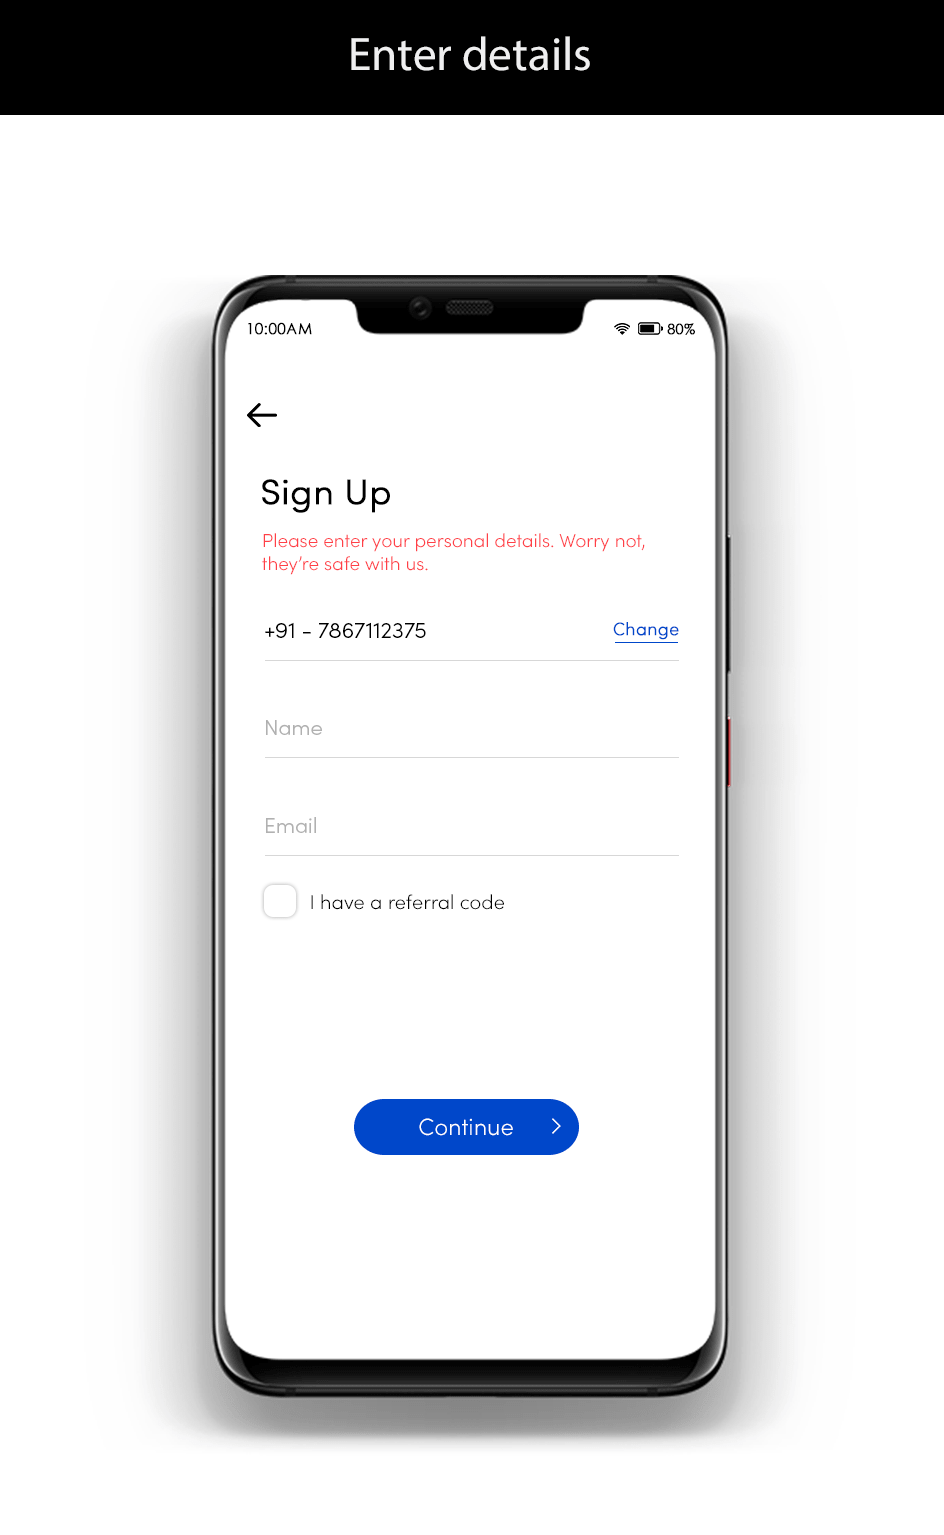 Enter details
10:00AM
80%
Sign Up
Please enter your personal details. Worry not,
they’re safe with us.
+91 - 7867112375
Change
Name
Email
I have a referral code
Continue